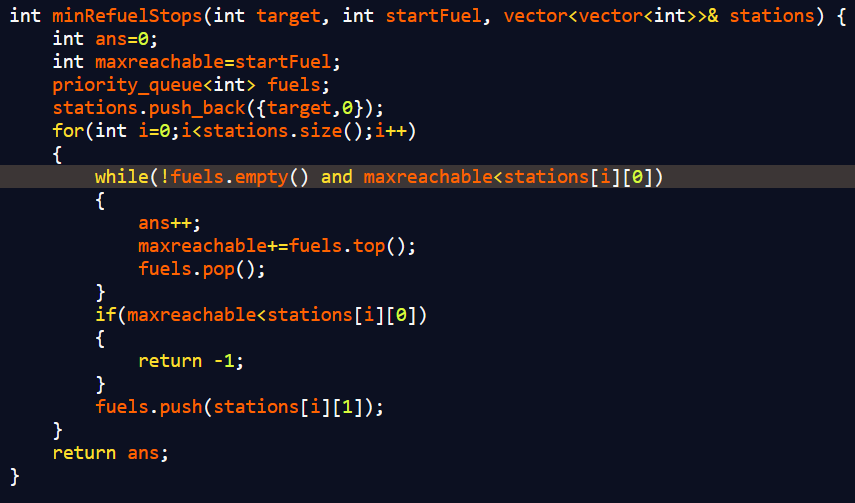 int minRefuelStops(int target, int startFuel, vector<vector<int>>& stations) {
    int ans=0;
    int maxreachable=startFuel;
    priority_queue<int> fuels;
    stations.push_back({target,0});
    for(int i=0;i<stations.size();i++)
    {
        while(!fuels.empty() and maxreachable<stations[i][0])
        {
            ans++;
            maxreachable+=fuels.top();
            fuels.pop();
        }
        if(maxreachable<stations[i][0])
        {
            return -1;
        }
        fuels.push(stations[i][1]);
    }
    return ans;
}